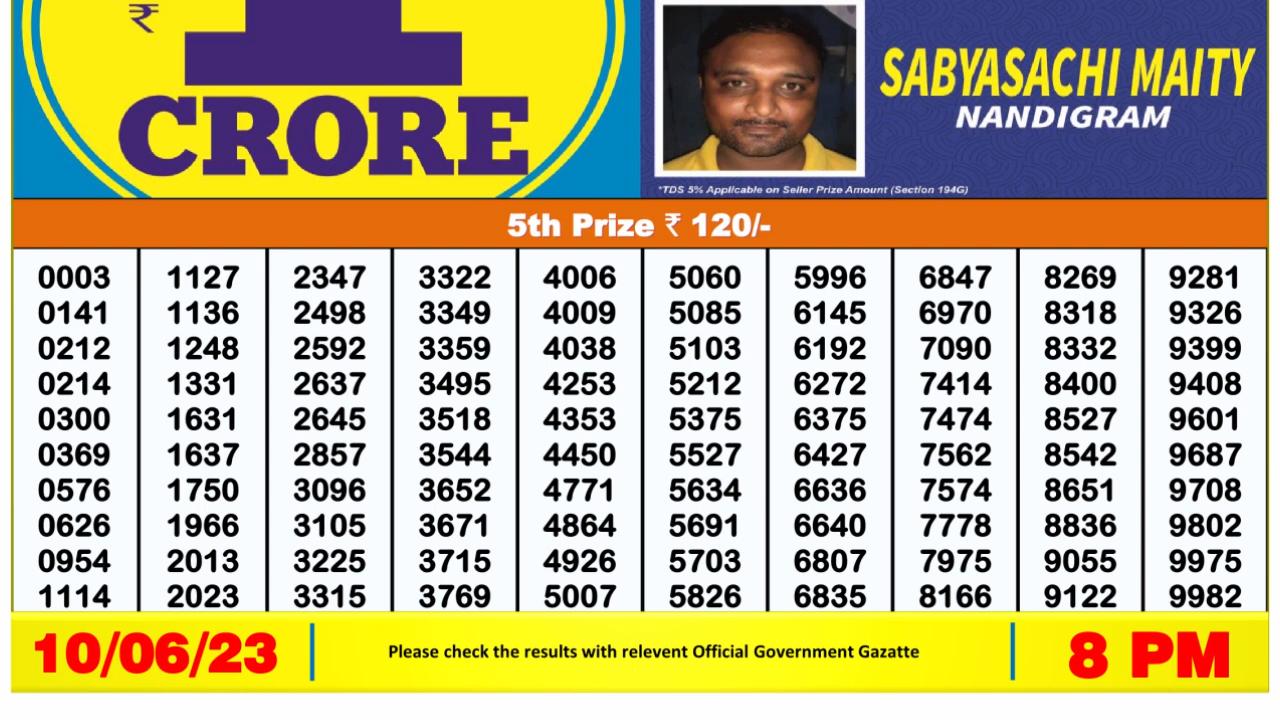 ₹
1
CRORE
SABYASACHI MAITY
NANDIGRAM
*TDS 5% Applicable on Seller Prize Amount (Section 194G)
5th Prize ₹ 120/-
0003 1127 2347 3322 4006 5060 5996 6847 8269 9281
0141 1136 2498 3349 4009 5085 6145 6970 8318 9326
0212 1248 2592 3359 4038 5103 6192 7090 8332 9399
0214 1331 2637 3495 4253 5212 6272 7414 8400 9408
0300 1631 2645 3518 4353 5375 6375 7474 8527 9601
0369 1637 2857 3544 4450 5527 6427 7562 8542 9687
0576 1750 3096 3652 4771 5634 6636 7574 8651 9708
0626 1966 3105 3671 4864 5691 6640 7778 8836 9802
0954 2013 3225 3715 4926 5703 6807 7975 9055 9975
1114 2023 3315 3769 5007 5826 6835 8166 9122 9982
10/06/23
Please check the results with relevent Official Government Gazatte
8 PM